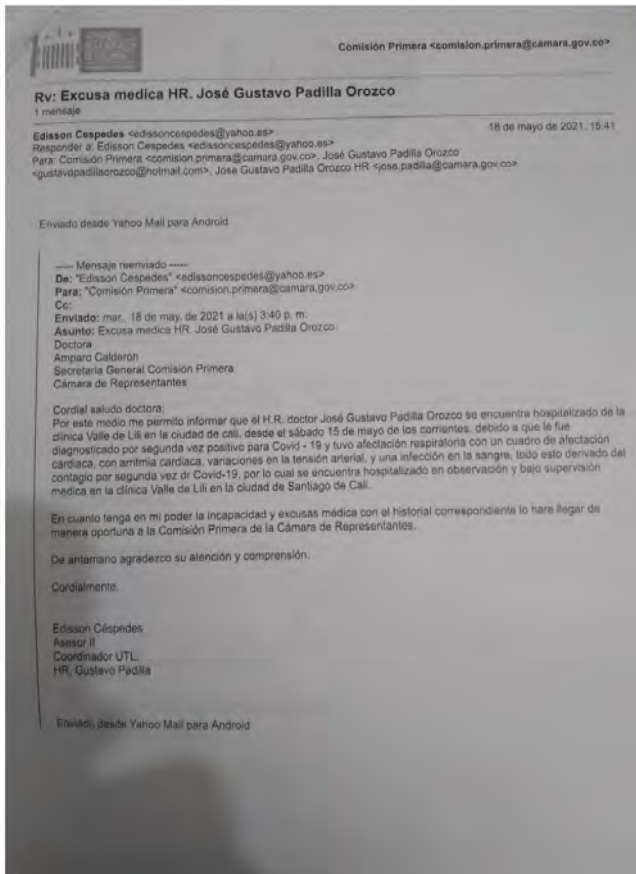 Comisión Primera <comision.primera@camara.gov.co>
Rv: Excusa medica HR. José Gustavo Padilla Orozco
1 mensaje
Edisson Cespedes <edissoncespedes@yahoo.es>
18 de mayo de 2021, 15:41
Responder a: Edisson Cespedes <edissoncespedes@yahoo.es>
Para: Comisión Primera <comision.primera@camara.gov.co>, José Gustavo Padilla Orozco
<gustavopadillaorozco@hotmail.com>, Jose Gustavo Padilla Orozco HR <jose.padilla@camara.gov.co>
Enviado desde Yahoo Mail para Android
----- Mensaje reenviado -----
De: "Edisson Cespedes" <edissoncespedes@yahoo.es>
Para: "Comisión Primera" <comision.primera@camara.gov.co>
Cc:
Enviado: mar., 18 de may. de 2021 a la(s) 3:40 p. m.
Asunto: Excusa medica HR. José Gustavo Padilla Orozco
Doctora
Amparo Calderón
Secretaria General Comisión Primera
Cámara de Representantes
Cordial saludo doctora;
Por este medio me permito informar que el H.R. doctor José Gustavo Padilla Orozco se encuentra hospitalizado de la
clínica Valle de Lili en la ciudad de cali, desde el sábado 15 de mayo de los corrientes, debido a que le fue
diagnosticado por segunda vez positivo para Covid - 19 y tuvo afectación respiratoria con un cuadro de afectación
cardiaca, con arritmia cardiaca, variaciones en la tensión arterial, y una infección en la sangre, todo esto derivado del
contagio por segunda vez dr Covid-19, por lo cual se encuentra hospitalizado en observación y bajo supervisión
medica en la clínica Valle de Lili en la ciudad de Santiago de Cali.
En cuanto tenga en mi poder la incapacidad y excusas médica con el historial correspondiente lo hare llegar de
manera oportuna a la Comisión Primera de la Cámara de Representantes.
De antemano agradezco su atención y comprensión.
Cordialmente,
Edisson Céspedes
Asesor II
Coordinador UTL.
HR, Gustavo Padilla
Enviado desde Yahoo Mail para Android